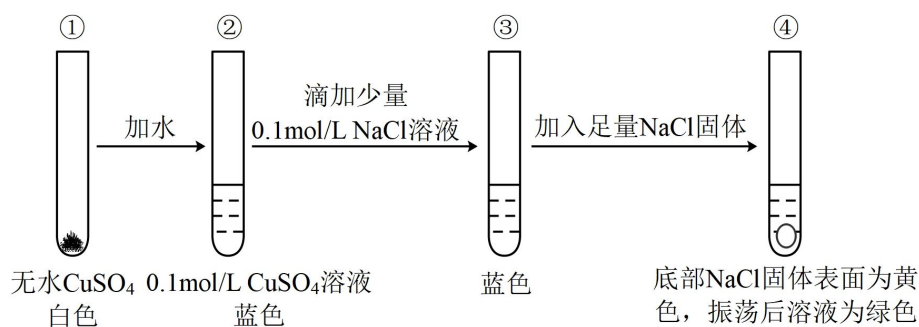 ①
②
③
④
加水
滴加少量
0.1mol/L NaCl溶液
加入足量NaCl固体
无水CuSO₄
白色
0.1mol/L CuSO₄溶液
蓝色
蓝色
底部NaCl固体表面为黄
色，振荡后溶液为绿色